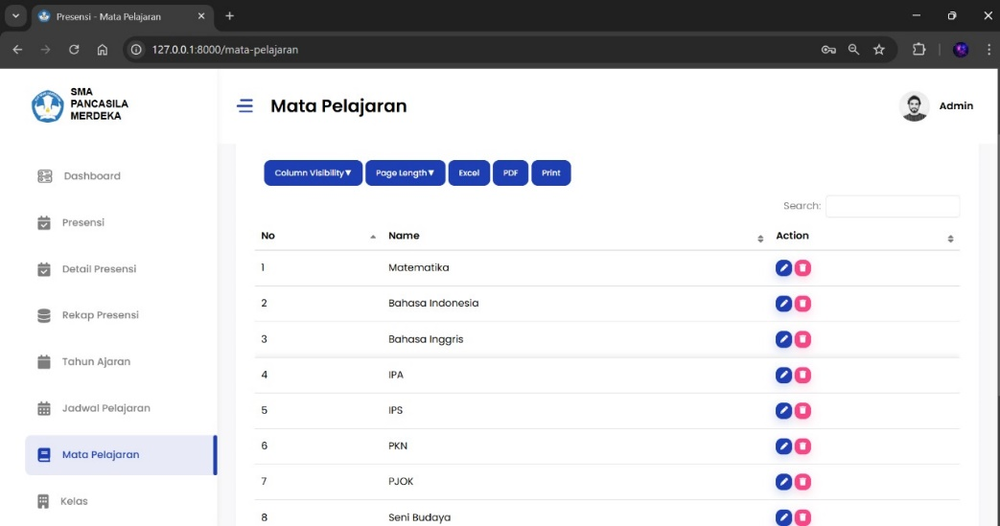 Presensi - Mata Pelajaran
127.0.0.1:8000/mata-pelajaran
SMA
PANCASILA
MERDEKA
Mata Pelajaran
Admin
Dashboard
Presensi
Detail Presensi
Rekap Presensi
Tahun Ajaran
Jadwal Pelajaran
Mata Pelajaran
Kelas
Column Visibility▼ Page Length▼ Excel PDF Print
Search:
No Name Action
1 Matematika
2 Bahasa Indonesia
3 Bahasa Inggris
4 IPA
5 IPS
6 PKN
7 PJOK
8 Seni Budaya